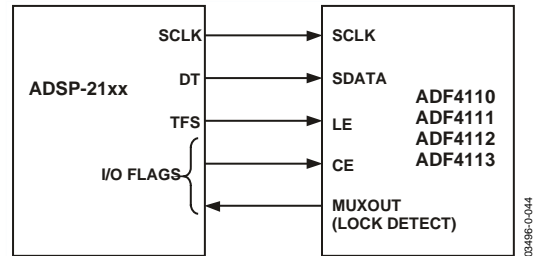 ADSP-21xx
SCLK
DT
TFS
I/O FLAGS
SCLK
SDATA
LE
CE
MUXOUT
(LOCK DETECT)
ADF4110
ADF4111
ADF4112
ADF4113
03496-0-044